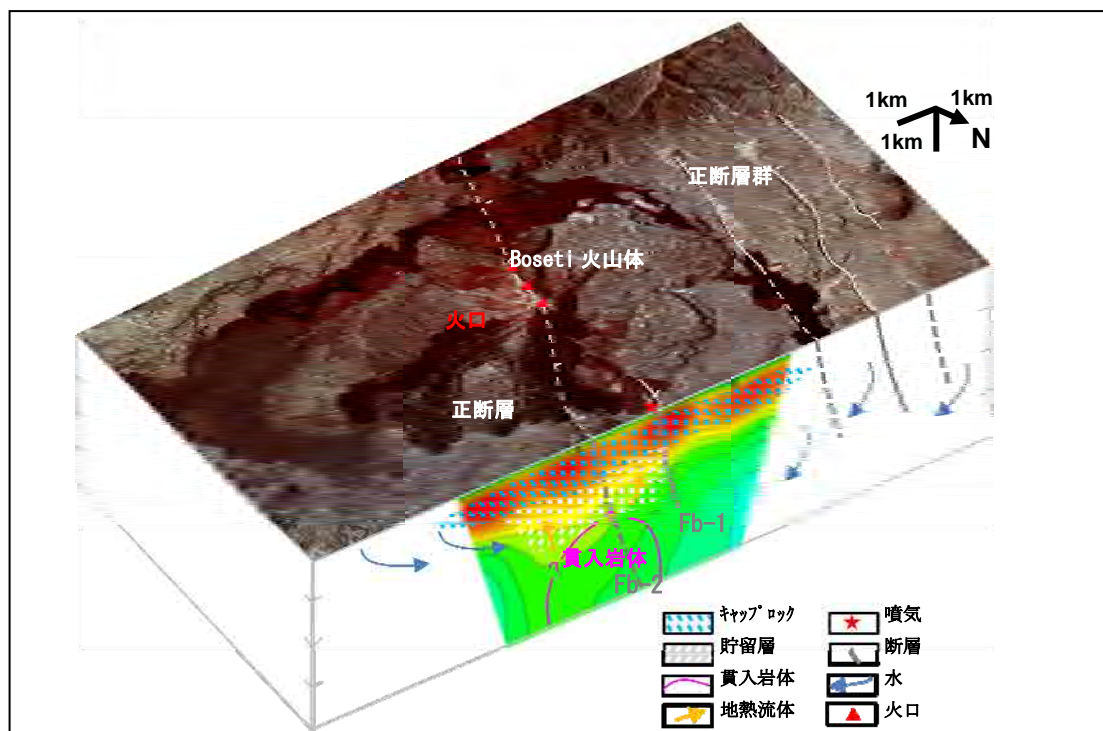 1km
1km
1km
N
正断層群
Boseti 火山体
火口
正断層
Fb-1
貫入岩体
Fb-2
ｷｬｯﾌﾟﾛｯｸ
噴気
貯留層
断層
貫入岩体
水
地熱流体
火口